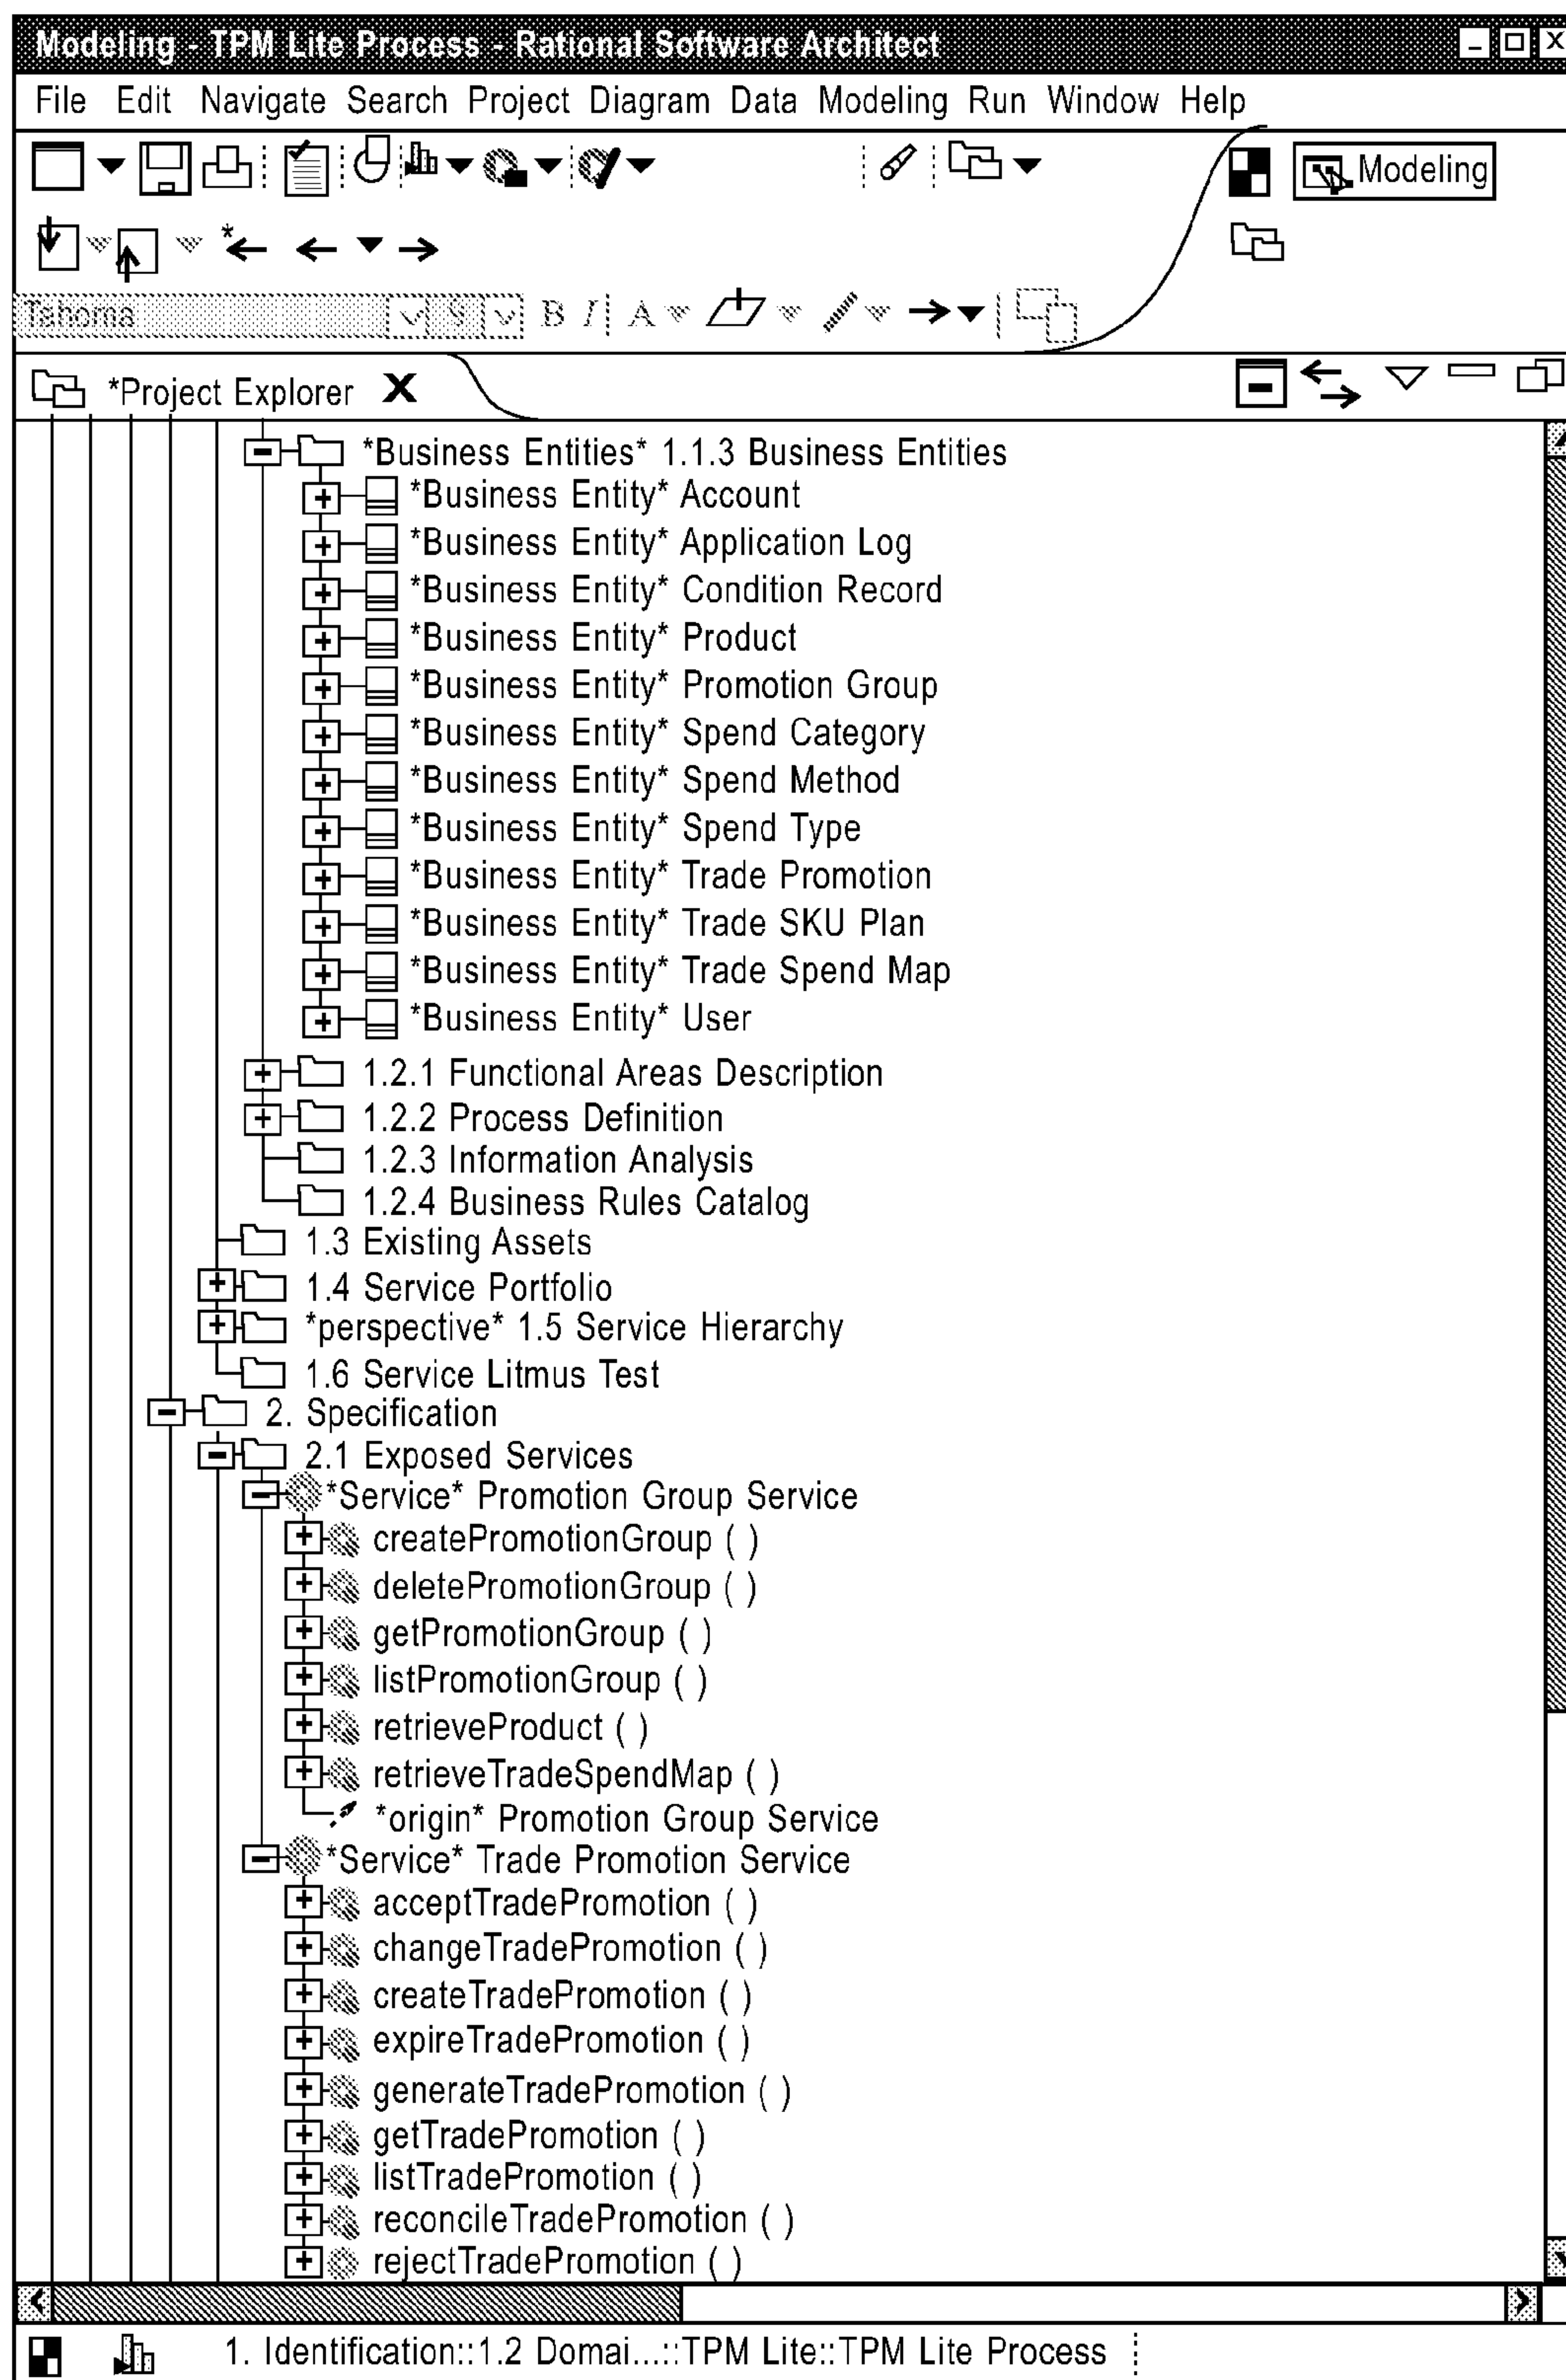 Modeling - TPM Lite Process - Rational Software Architect
File Edit Navigate Search Project Diagram Data Modeling Run Window Help
Modeling
Tahoma 9 B I A
*Project Explorer
*Business Entities* 1.1.3 Business Entities
*Business Entity* Account
*Business Entity* Application Log
*Business Entity* Condition Record
*Business Entity* Product
*Business Entity* Promotion Group
*Business Entity* Spend Category
*Business Entity* Spend Method
*Business Entity* Spend Type
*Business Entity* Trade Promotion
*Business Entity* Trade SKU Plan
*Business Entity* Trade Spend Map
*Business Entity* User
1.2.1 Functional Areas Description
1.2.2 Process Definition
1.2.3 Information Analysis
1.2.4 Business Rules Catalog
1.3 Existing Assets
1.4 Service Portfolio
*perspective* 1.5 Service Hierarchy
1.6 Service Litmus Test
2. Specification
2.1 Exposed Services
*Service* Promotion Group Service
createPromotionGroup ( )
deletePromotionGroup ( )
getPromotionGroup ( )
listPromotionGroup ( )
retrieveProduct ( )
retrieveTradeSpendMap ( )
*origin* Promotion Group Service
*Service* Trade Promotion Service
acceptTradePromotion ( )
changeTradePromotion ( )
createTradePromotion ( )
expireTradePromotion ( )
generateTradePromotion ( )
getTradePromotion ( )
listTradePromotion ( )
reconcileTradePromotion ( )
rejectTradePromotion ( )
1. Identification::1.2 Domai...::TPM Lite::TPM Lite Process